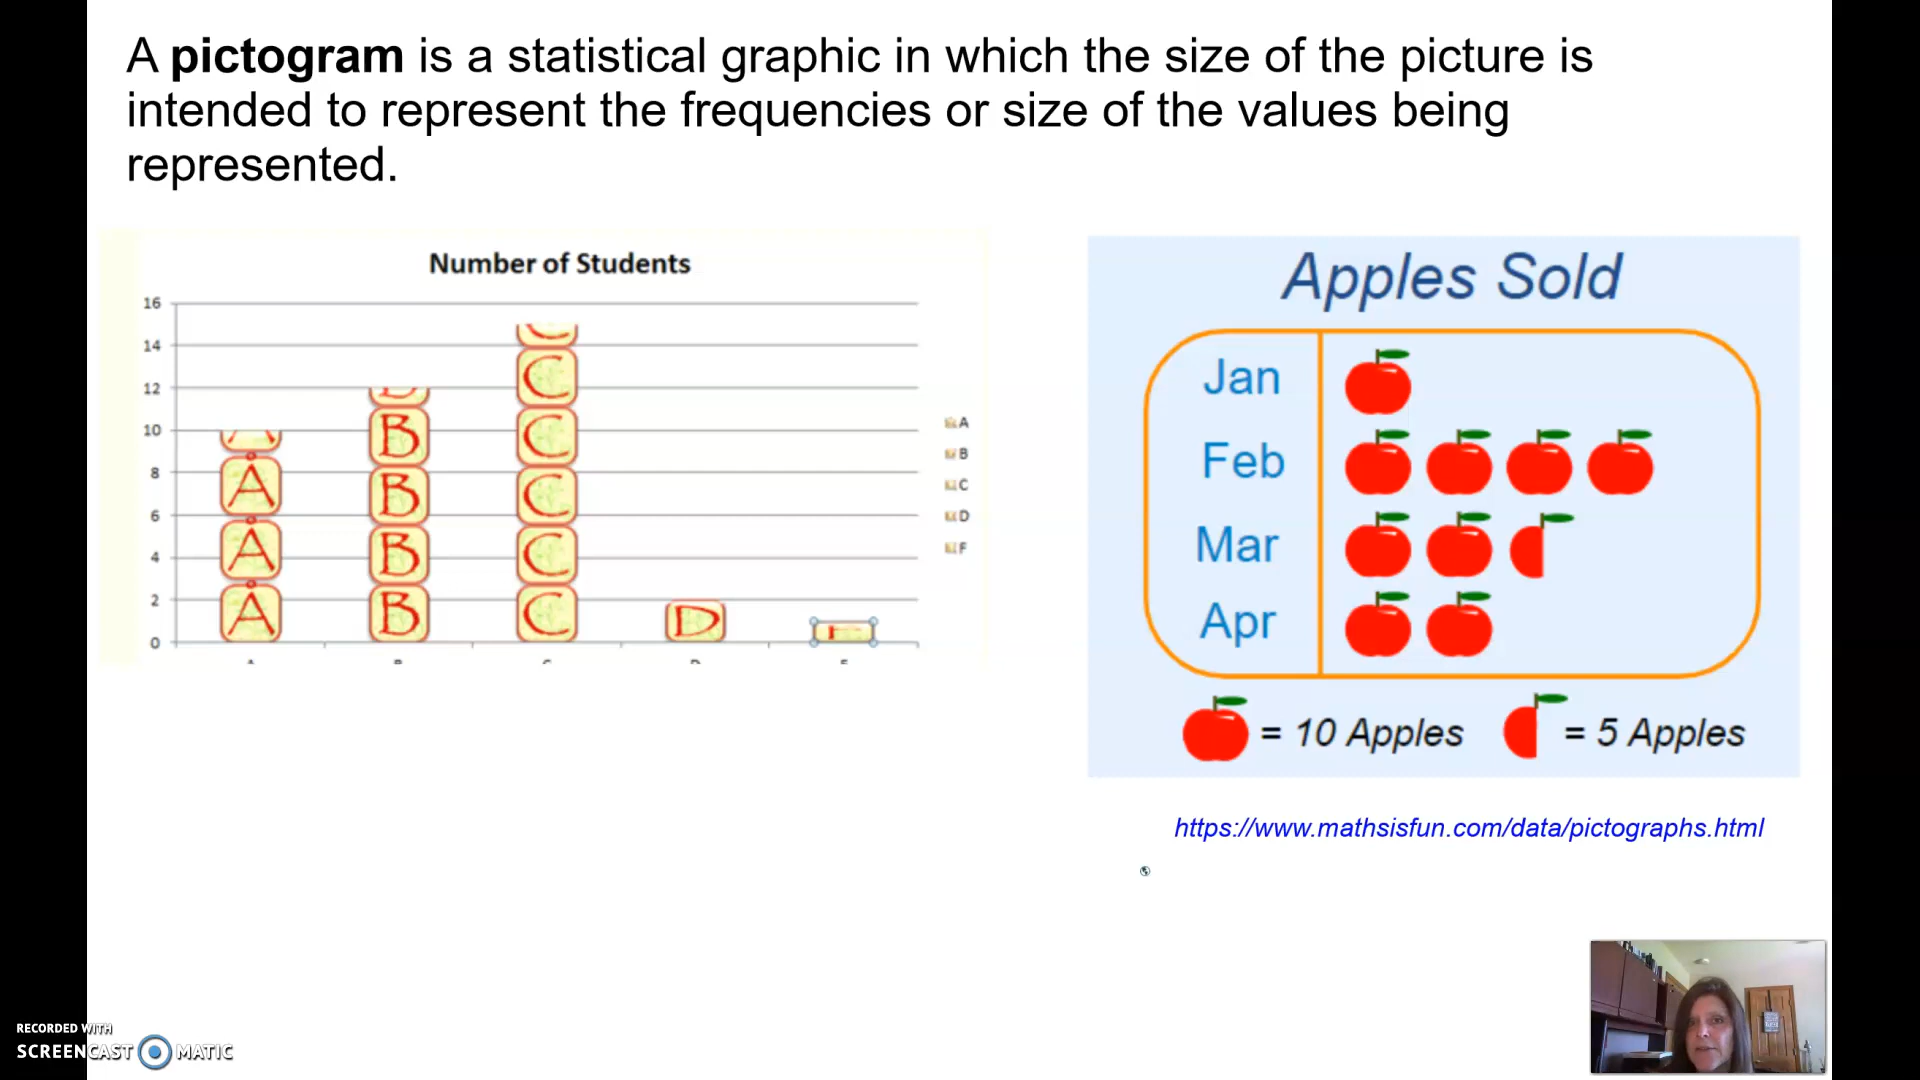 A pictogram is a statistical graphic in which the size of the picture is
intended to represent the frequencies or size of the values being
represented.
Number of Students
16
14
12
10
8
6
4
2
0
C
C C
B C
A B C
A B C
A B C D
A
B
C
D
F
Apples Sold
Jan
Feb
Mar
Apr
= 10 Apples = 5 Apples
https://www.mathsisfun.com/data/pictographs.html
RECORDED WITH
SCREENCAST MATIC